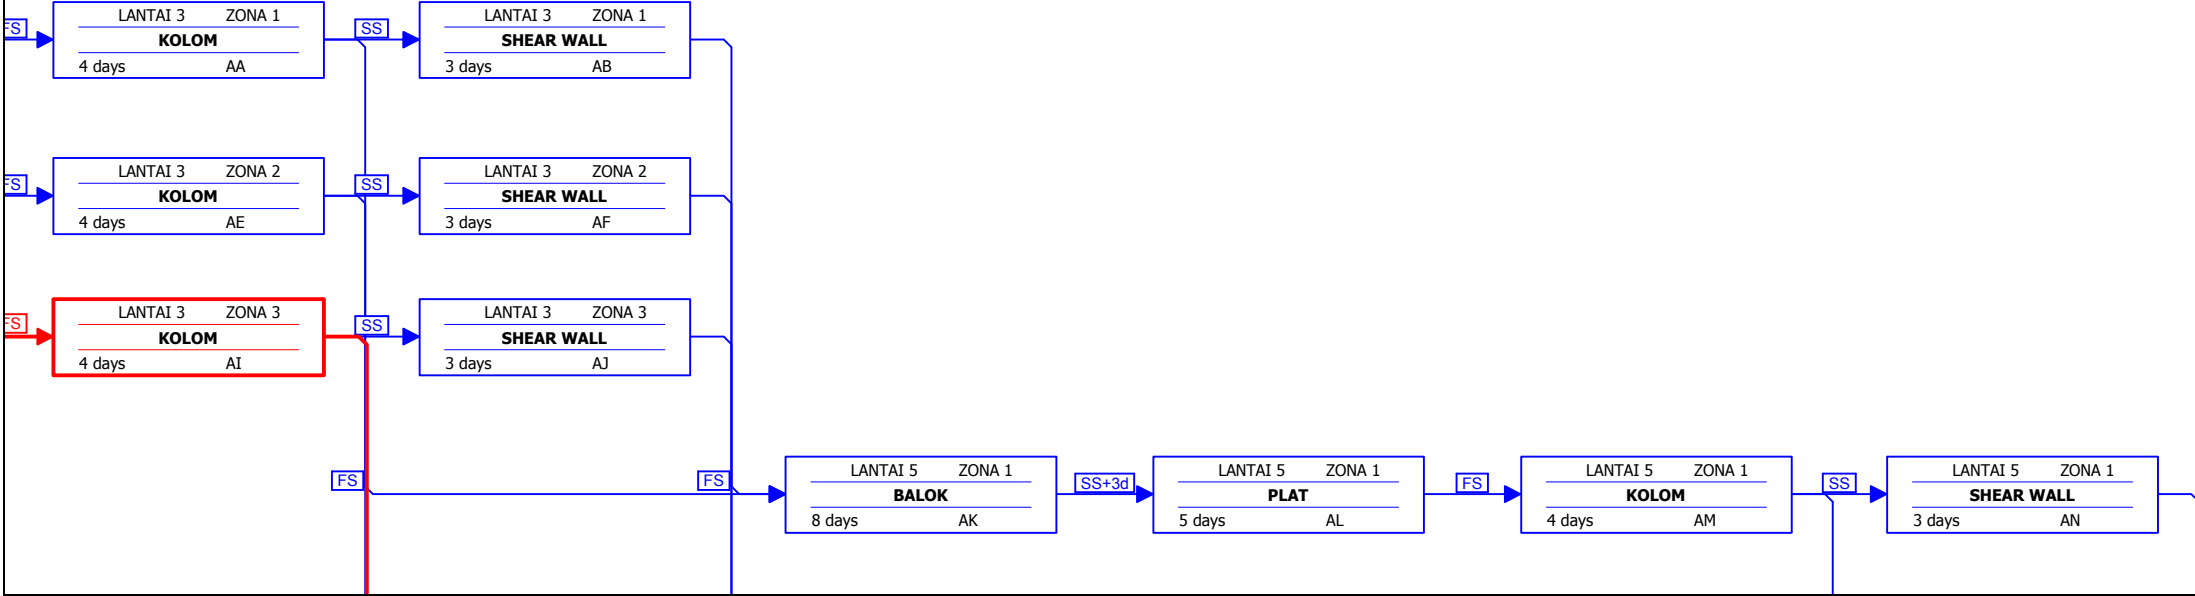 LANTAI 3 ZONA 1
KOLOM
4 days AA
SS
LANTAI 3 ZONA 1
SHEAR WALL
3 days AB
FS
LANTAI 3 ZONA 2
KOLOM
4 days AE
SS
LANTAI 3 ZONA 2
SHEAR WALL
3 days AF
FS
LANTAI 3 ZONA 3
KOLOM
4 days AI
SS
LANTAI 3 ZONA 3
SHEAR WALL
3 days AJ
FS
FS
FS
LANTAI 5 ZONA 1
BALOK
8 days AK
SS+3d
LANTAI 5 ZONA 1
PLAT
5 days AL
FS
LANTAI 5 ZONA 1
KOLOM
4 days AM
SS
LANTAI 5 ZONA 1
SHEAR WALL
3 days AN